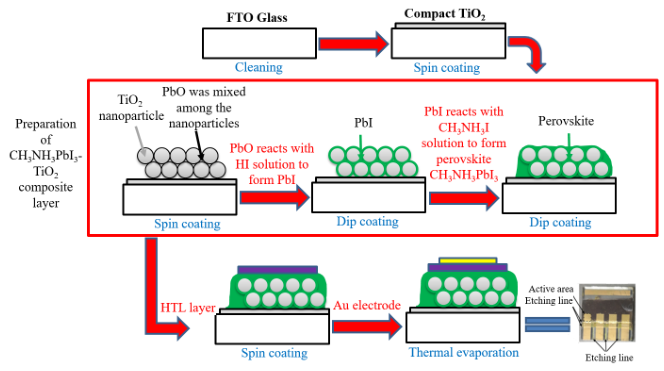 FTO Glass
Compact TiO₂
Cleaning
Spin coating
Preparation
of
CH₃NH₃PbI₃-
TiO₂
composite
layer
TiO₂
nanoparticle
PbO was mixed
among the
nanoparticles
PbO reacts with
HI solution to
form PbI
PbI
PbI reacts with
CH₃NH₃I
solution to form
perovskite
CH₃NH₃PbI₃
Perovskite
Spin coating
Dip coating
Dip coating
HTL layer
Au electrode
Active area
Etching line
Spin coating
Thermal evaporation
Etching line